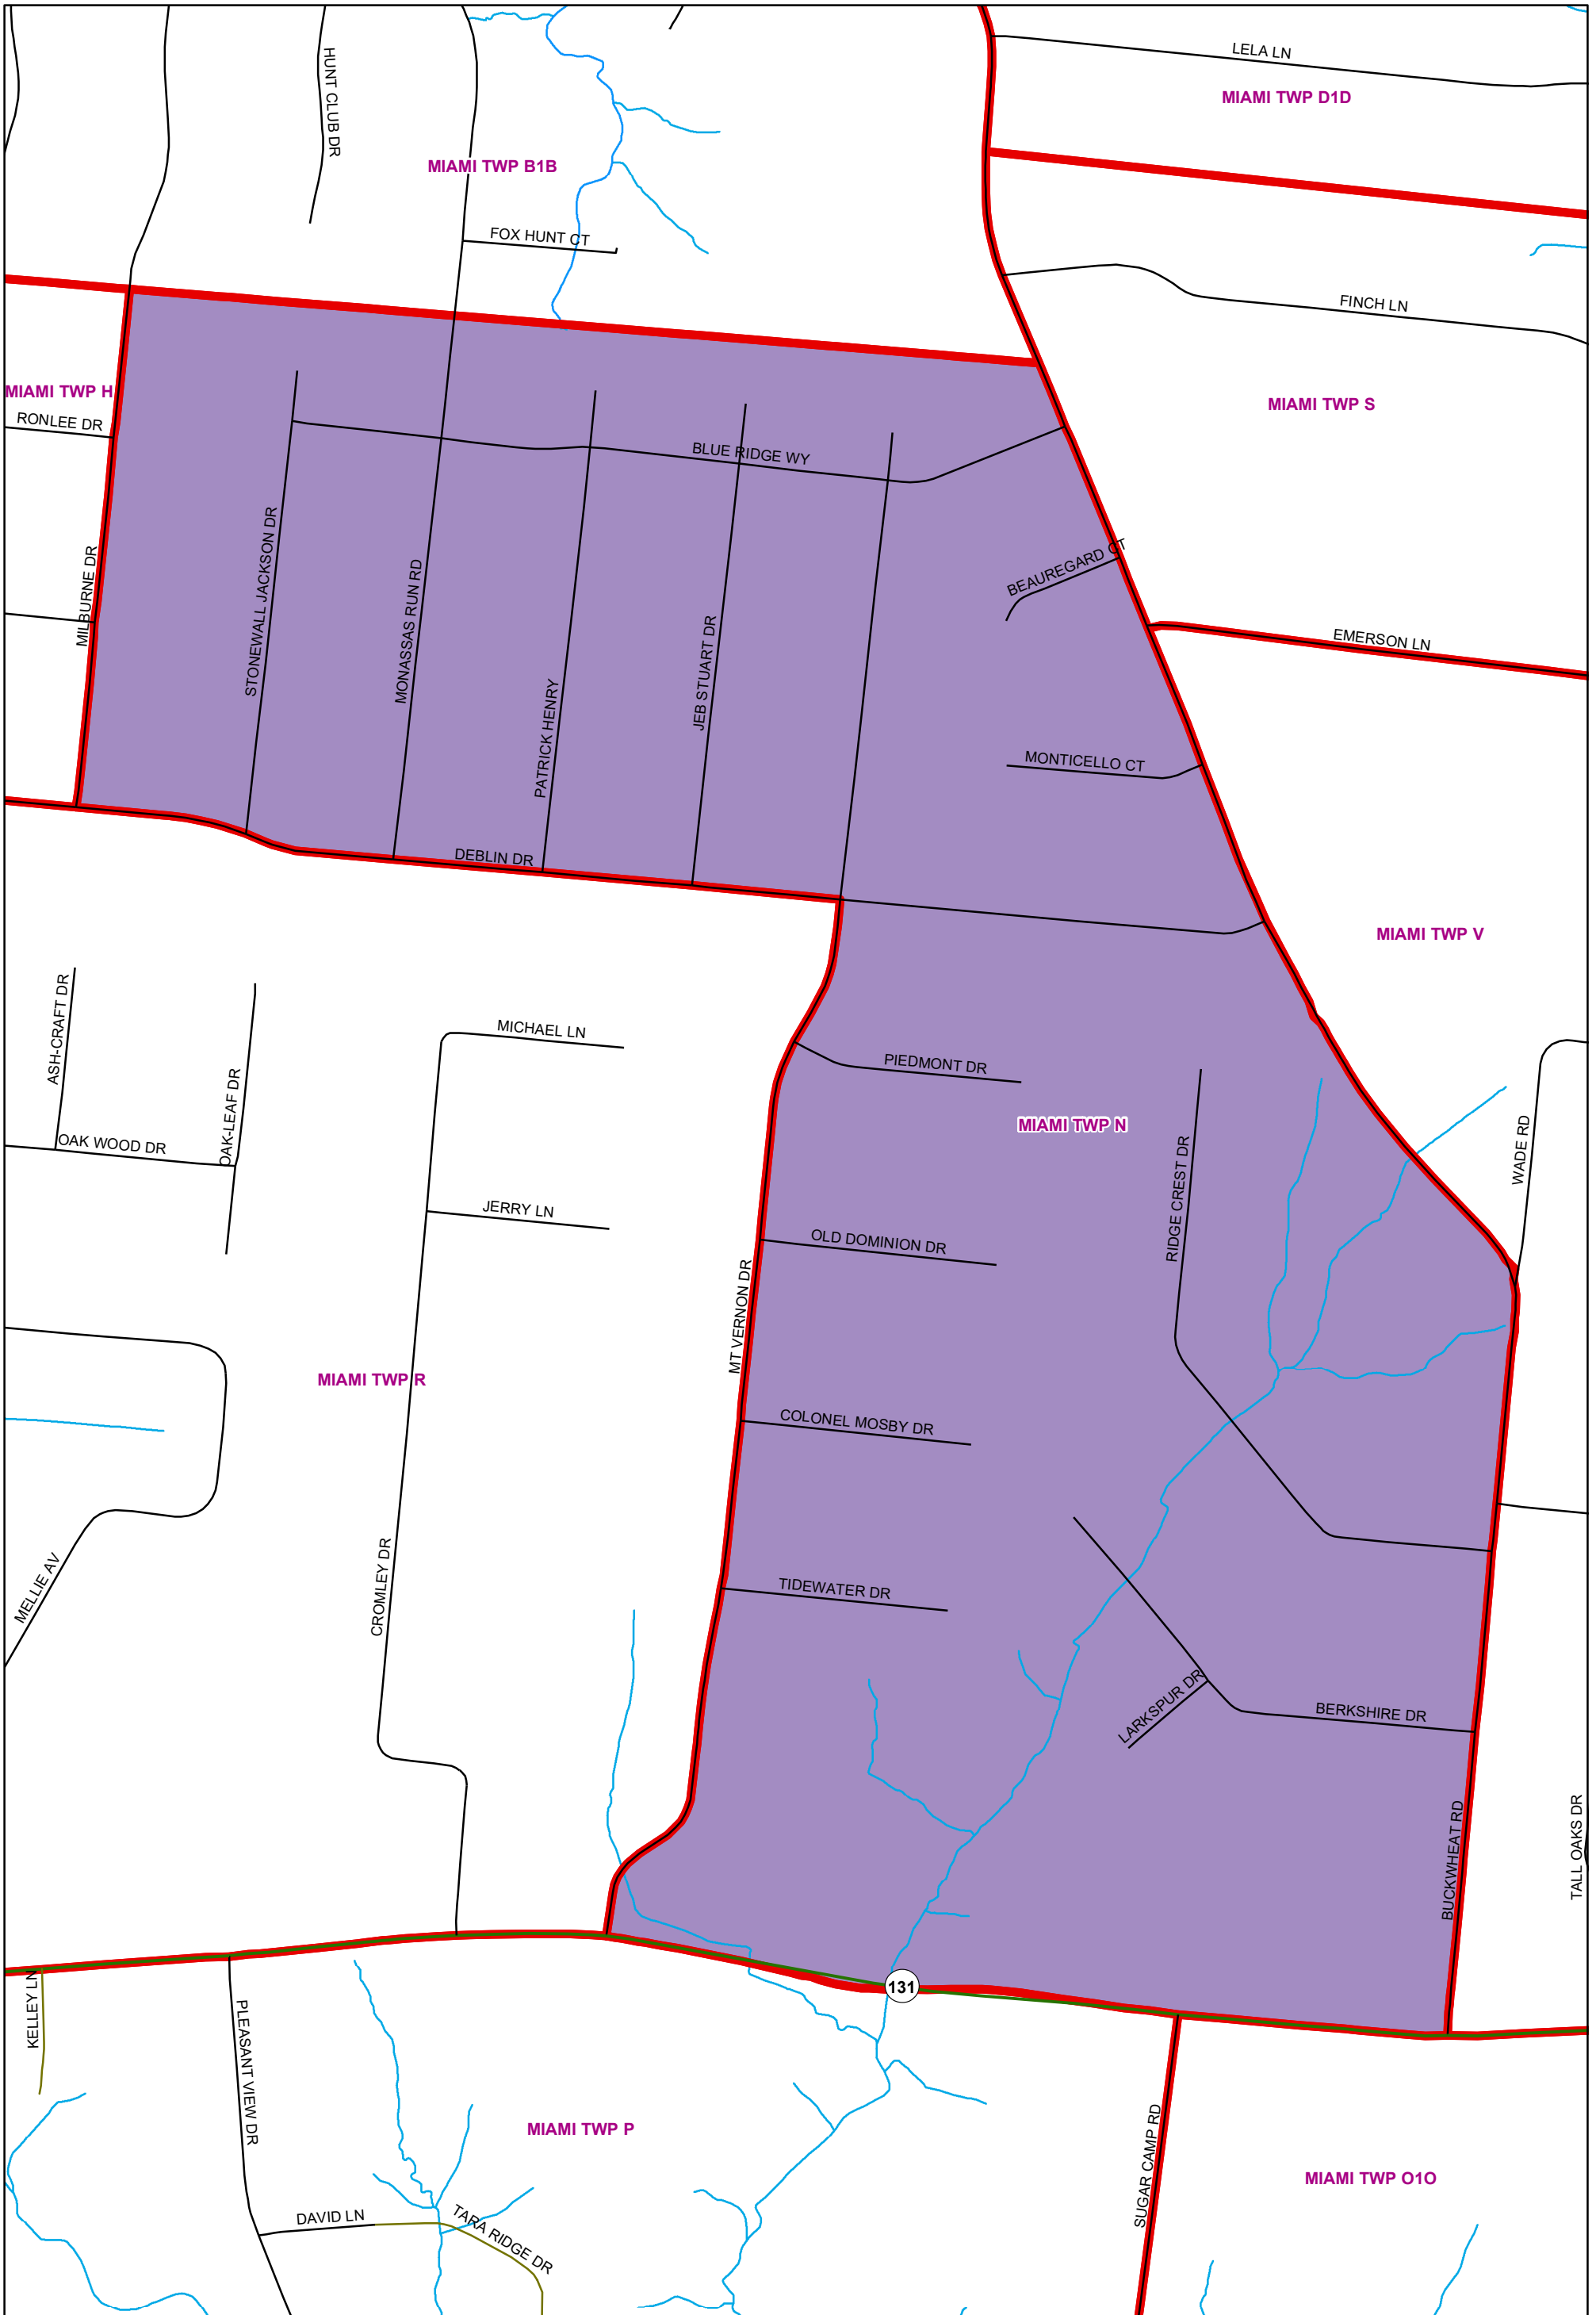 LELA LN
HUNT CLUB DR
MIAMI TWP D1D
MIAMI TWP B1B
FOX HUNT CT
FINCH LN
MIAMI TWP H
RONLEE DR
MIAMI TWP S
BLUE RIDGE WY
MILBURNE DR
STONEWALL JACKSON DR
MONASSAS RUN RD
BEAUREGARD CT
PATRICK HENRY
JEB STUART DR
EMERSON LN
MONTICELLO CT
DEBLIN DR
MIAMI TWP V
ASH-CRAFT DR
MICHAEL LN
PIEDMONT DR
MIAMI TWP N
OAK-LEAF DR
OAK WOOD DR
WADE RD
RIDGE CREST DR
JERRY LN
OLD DOMINION DR
MT VERNON DR
MIAMI TWP R
COLONEL MOSBY DR
MELLIE AV
CROMLEY DR
TIDEWATER DR
LARKSPUR DR
BERKSHIRE DR
BUCKWHEAT RD
TALL OAKS DR
131
KELLEY LN
PLEASANT VIEW DR
MIAMI TWP P
SUGAR CAMP RD
MIAMI TWP O1O
DAVID LN
TARA RIDGE DR